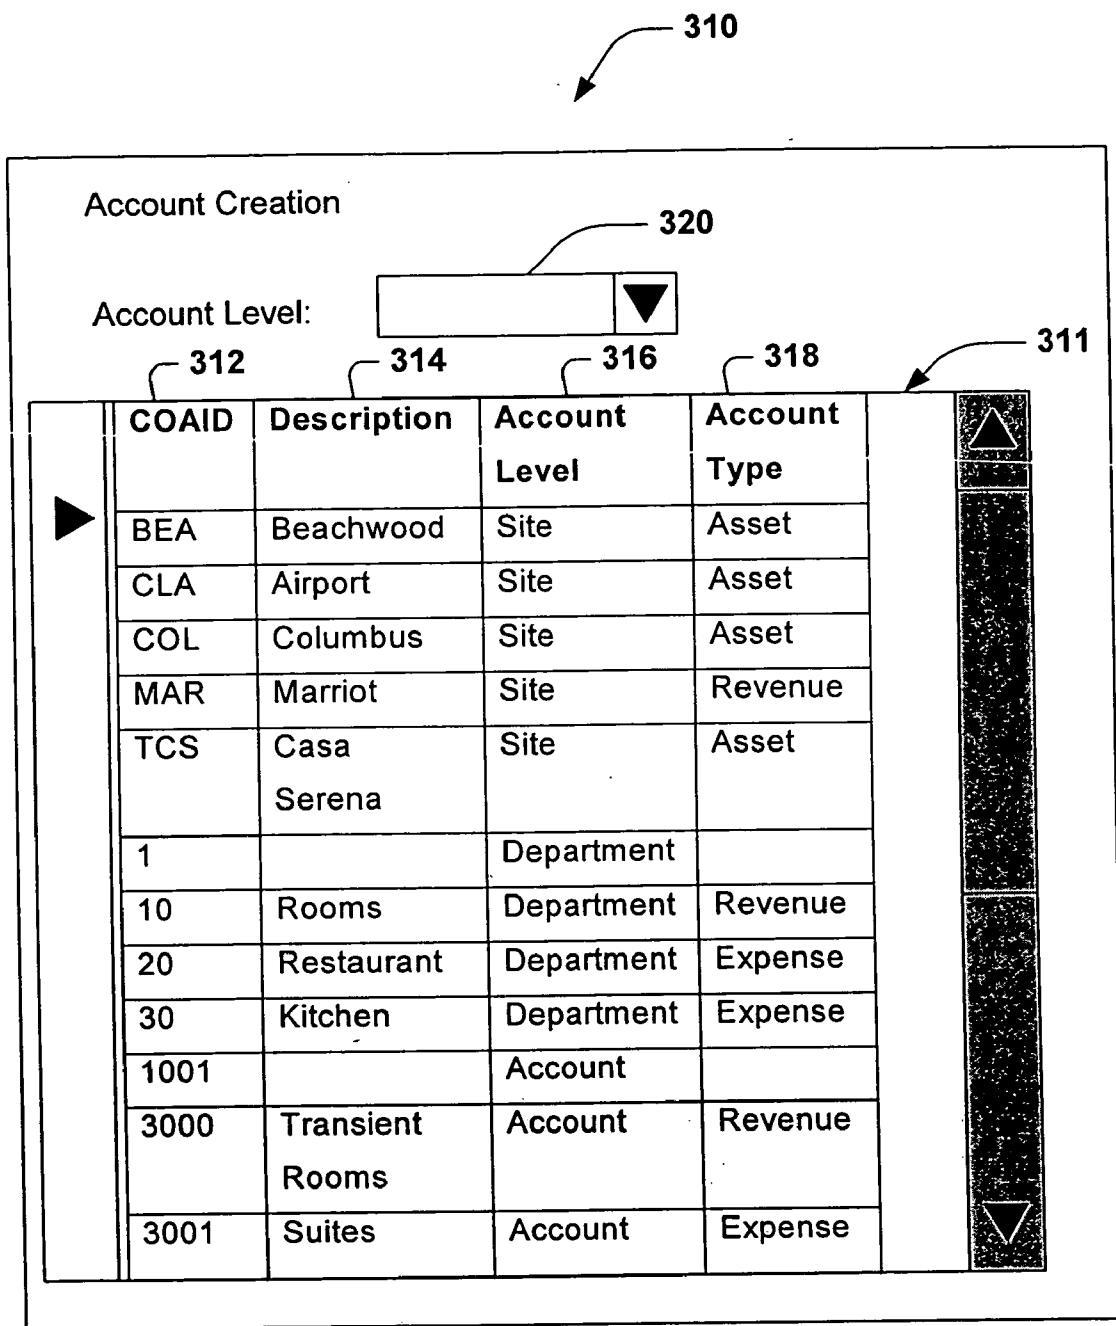 310
Account Creation
320
Account Level:
312 314 316 318 311
COAID Description Account Account
Level Type
BEA Beachwood Site Asset
CLA Airport Site Asset
COL Columbus Site Asset
MAR Marriot Site Revenue
TCS Casa Site Asset
Serena
1 Department
10 Rooms Department Revenue
20 Restaurant Department Expense
30 Kitchen Department Expense
1001 Account
3000 Transient Account Revenue
Rooms
3001 Suites Account Expense